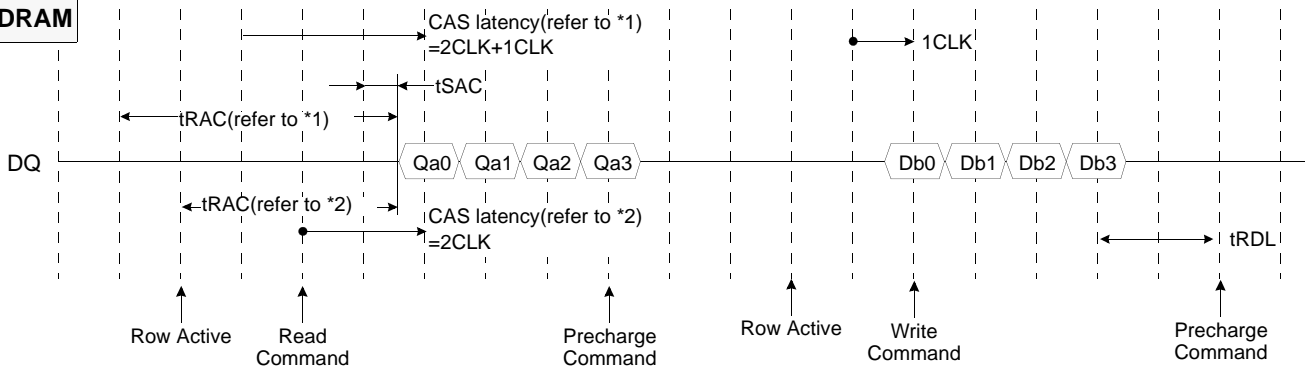 DRAM
CAS latency(refer to *1)
=2CLK+1CLK
1CLK
tSAC
tRAC(refer to *1)
DQ
Qa0 Qa1 Qa2 Qa3
Db0 Db1 Db2 Db3
tRAC(refer to *2)
CAS latency(refer to *2)
=2CLK
tRDL
Row Active
Read
Command
Precharge
Command
Row Active
Write
Command
Precharge
Command